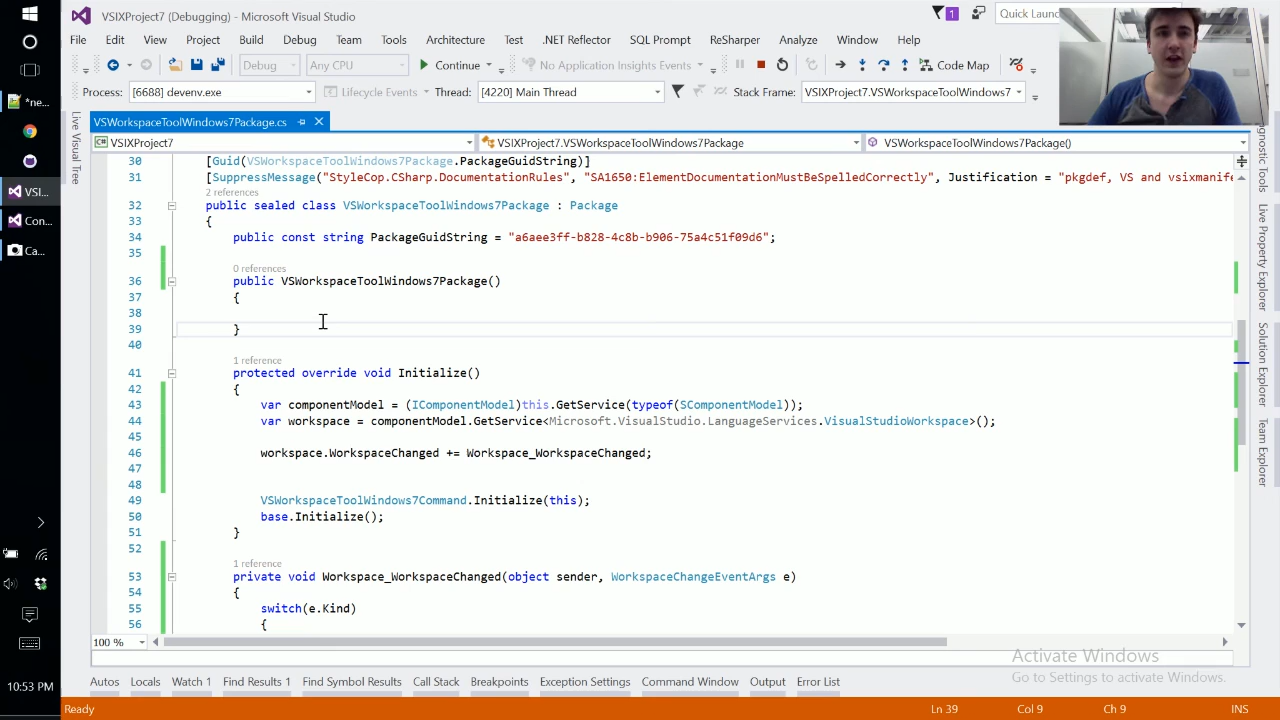 VSIXProject7 (Debugging) - Microsoft Visual Studio
1
Quick Laun
File Edit View Project Build Debug Team Tools .NET Reflector SQL Prompt ReSharper Analyze Window Help
Debug Any CPU Continue No Application Insights Events Code Map
Process: [6688] devenv.exe Lifecycle Events Thread: [4220] Main Thread Stack Frame: VSIXProject7.VSWorkspaceToolWindows7
VSWorkspaceToolWindows7Package.cs
VSIXProject7 VSIXProject7.VSWorkspaceToolWindows7Package VSWorkspaceToolWindows7Package()
30 [Guid(VSWorkspaceToolWindows7Package.PackageGuidString)]
31 [SuppressMessage("StyleCop.CSharp.DocumentationRules", "SA1650:ElementDocumentationMustBeSpelledCorrectly", Justification = "pkgdef, VS and vsixmanife
2 references
32 public sealed class VSWorkspaceToolWindows7Package : Package
33 {
34 public const string PackageGuidString = "a6aee3ff-b828-4c8b-b906-75a4c51f09d6";
35
0 references
36 public VSWorkspaceToolWindows7Package()
37 {
38
39 }
40
1 reference
41 protected override void Initialize()
42 {
43 var componentModel = (IComponentModel)this.GetService(typeof(SComponentModel));
44 var workspace = componentModel.GetService<Microsoft.VisualStudio.LanguageServices.VisualStudioWorkspace>();
45
46 workspace.WorkspaceChanged += Workspace_WorkspaceChanged;
47
48
49 VSWorkspaceToolWindows7Command.Initialize(this);
50 base.Initialize();
51 }
52
1 reference
53 private void Workspace_WorkspaceChanged(object sender, WorkspaceChangeEventArgs e)
54 {
55 switch(e.Kind)
56 {
100 %
Activate Windows
Go to Settings to activate Windows.
Autos Locals Watch 1 Find Results 1 Find Symbol Results Call Stack Breakpoints Exception Settings Command Window Output Error List
Ready Ln 39 Col 9 Ch 9 INS
Live Visual Tree
Diagnostic Tools
Live Property Explorer
Solution Explorer
Team Explorer
*ne...
VSI...
Con...
Ca...
10:53 PM